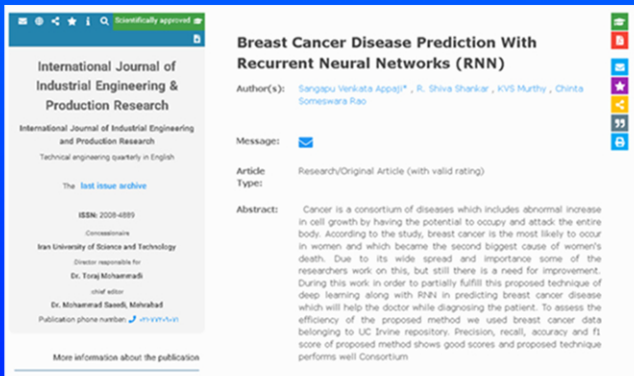 Scientifically approved
International Journal of
Industrial Engineering &
Production Research
International Journal of Industrial Engineering
and Production Research
Technical engineering quarterly in English
The last issue archive
ISSN: 2008-4889
Concessionaire
Iran University of Science and Technology
Director responsible for
Dr. Toraj Mohammadi
chief editor
Dr. Mohammad Saeedi, Mehrabad
Publication phone number:
More information about the publication
Breast Cancer Disease Prediction With
Recurrent Neural Networks (RNN)
Author(s): Sangapu Venkata Appaji* , R. Shiva Shankar , KVS Murthy , Chinta
Someswara Rao
Message:
Article
Type:
Research/Original Article (with valid rating)
Abstract: Cancer is a consortium of diseases which includes abnormal increase
in cell growth by having the potential to occupy and attack the entire
body. According to the study, breast cancer is the most likely to occur
in women and which became the second biggest cause of women's
death. Due to its wide spread and importance some of the
researchers work on this, but still there is a need for improvement.
During this work in order to partially fulfill this proposed technique of
deep learning along with RNN in predicting breast cancer disease
which will help the doctor while diagnosing the patient. To assess the
efficiency of the proposed method we used breast cancer data
belonging to UC Irvine repository. Precision, recall, accuracy and f1
score of proposed method shows good scores and proposed technique
performs well Consortium